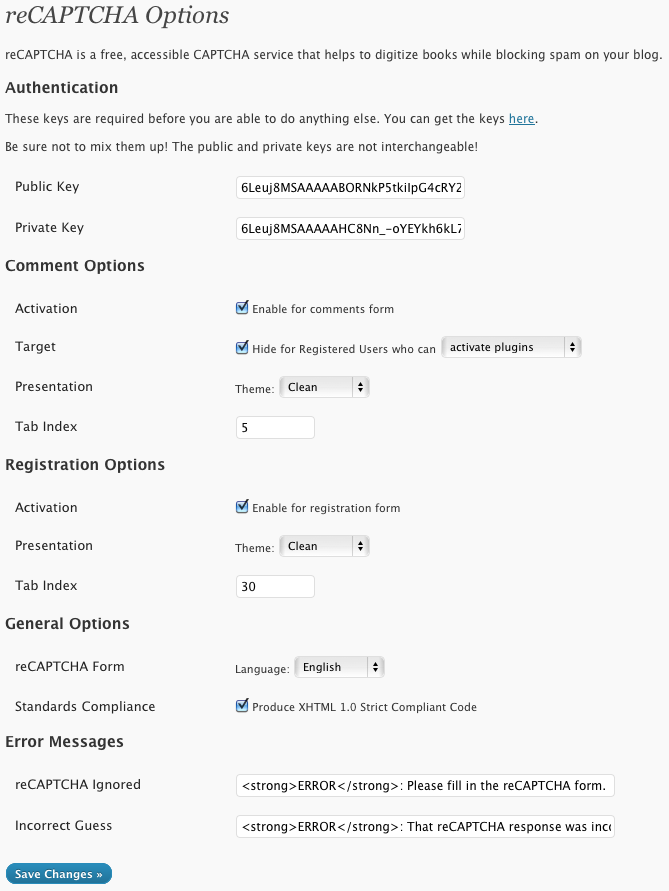 reCAPTCHA Options
reCAPTCHA is a free, accessible CAPTCHA service that helps to digitize books while blocking spam on your blog.
Authentication
These keys are required before you are able to do anything else. You can get the keys here.
Be sure not to mix them up! The public and private keys are not interchangeable!
Public Key 6Leuj8MSAAAAABORNkP5tkiIpG4cRY2
Private Key 6Leuj8MSAAAAAHC8Nn_-oYEYkh6kL7
Comment Options
Activation Enable for comments form
Target Hide for Registered Users who can activate plugins
Presentation Theme: Clean
Tab Index 5
Registration Options
Activation Enable for registration form
Presentation Theme: Clean
Tab Index 30
General Options
reCAPTCHA Form Language: English
Standards Compliance Produce XHTML 1.0 Strict Compliant Code
Error Messages
reCAPTCHA Ignored <strong>ERROR</strong>: Please fill in the reCAPTCHA form.
Incorrect Guess <strong>ERROR</strong>: That reCAPTCHA response was inco
Save Changes »